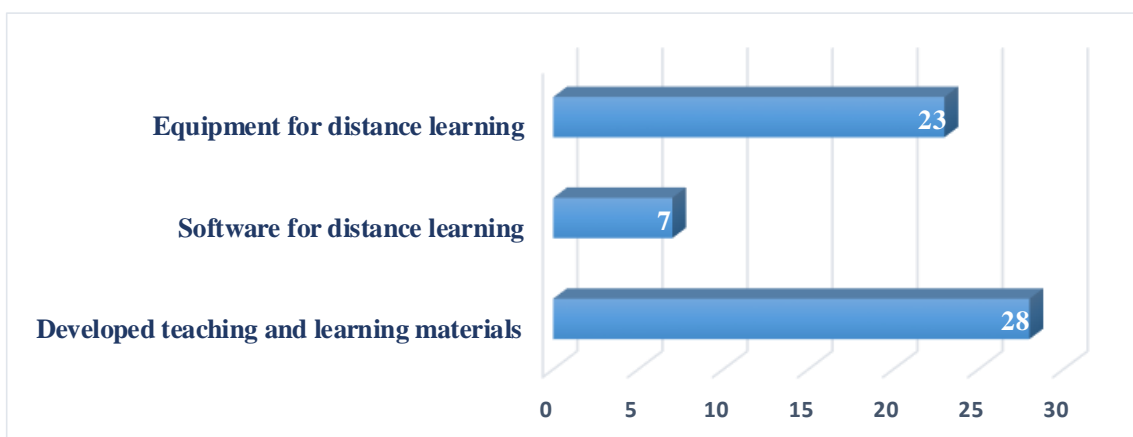 Equipment for distance learning
23
Software for distance learning
7
Developed teaching and learning materials
28
0 5 10 15 20 25 30